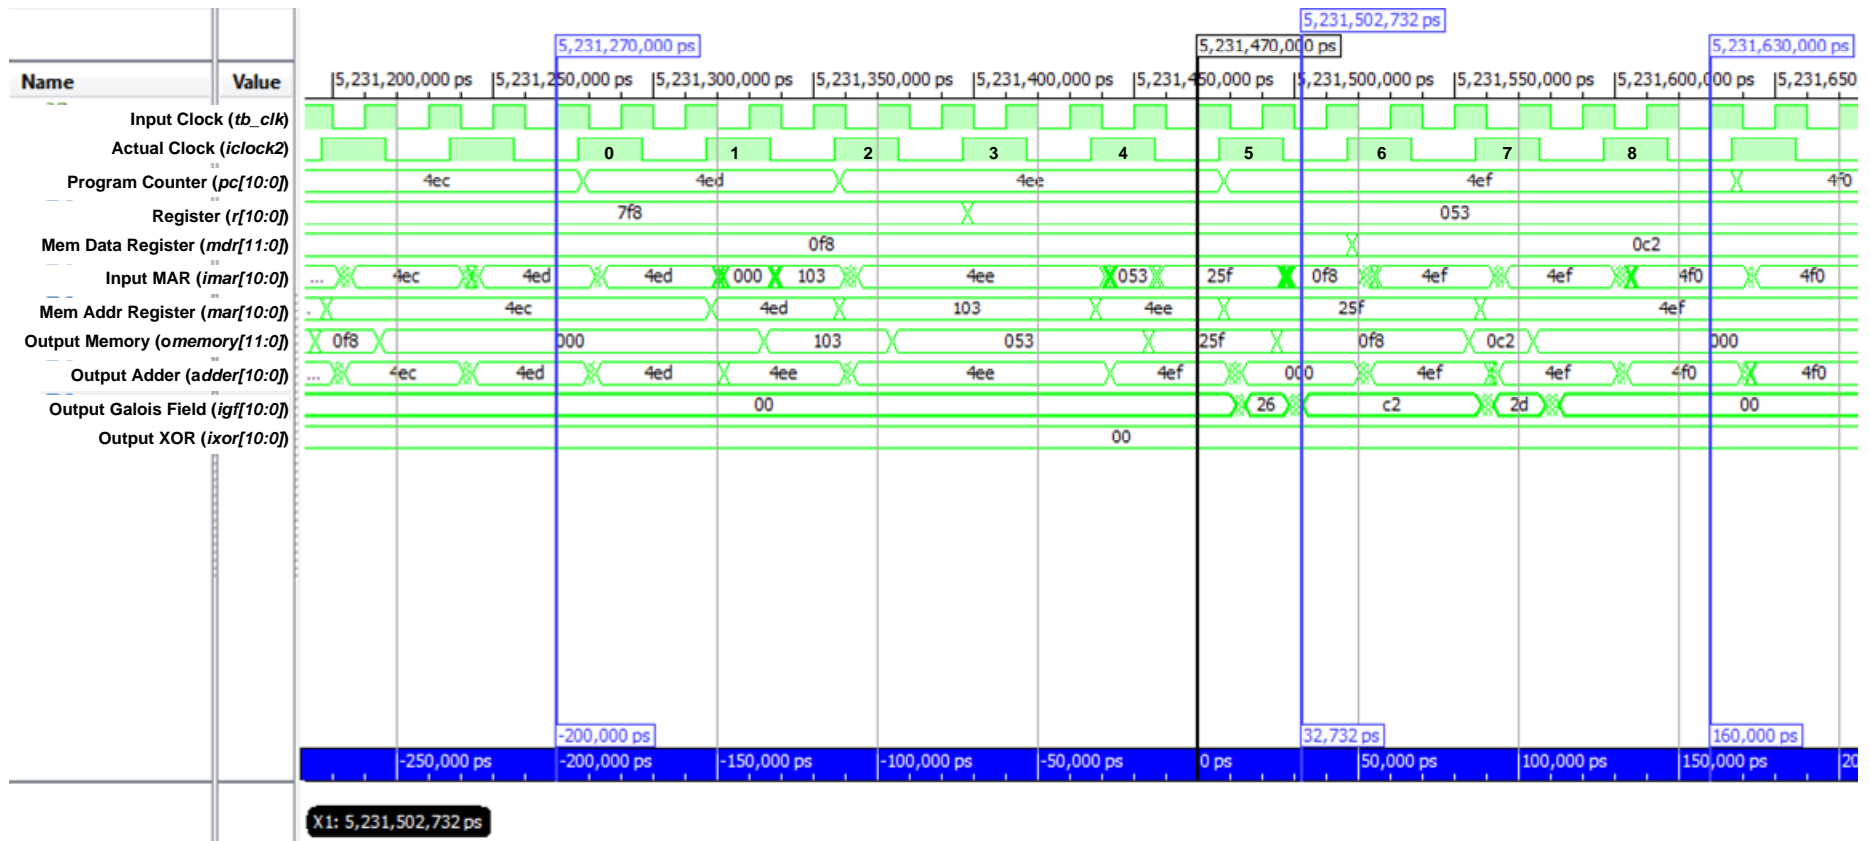 5,231,502,732 ps
5,231,270,000 ps 5,231,470,000 ps 5,231,630,000 ps
Name Value 5,231,200,000 ps 5,231,250,000 ps 5,231,300,000 ps 5,231,350,000 ps 5,231,400,000 ps 5,231,450,000 ps 5,231,500,000 ps 5,231,550,000 ps 5,231,600,000 ps 5,231,650
Input Clock (tb_clk)
Actual Clock (iclock2) 0 1 2 3 4 5 6 7 8
Program Counter (pc[10:0]) 4ec 4ed 4ee 4ef 4f0
Register (r[10:0]) 7f8 053
Mem Data Register (mdr[11:0]) 0f8 0c2
Input MAR (imar[10:0]) ... 4ec 4ed 4ed 000 103 4ee 053 25f 0f8 4ef 4ef 4f0 4f0
Mem Addr Register (mar[10:0]) . 4ec 4ed 103 4ee 25f 4ef
Output Memory (omemory[11:0]) 0f8 000 103 053 25f 0f8 0c2 000
Output Adder (adder[10:0]) ... 4ec 4ed 4ed 4ee 4ee 4ef 000 4ef 4ef 4f0 4f0
Output Galois Field (igf[10:0]) 00 26 c2 2d 00
Output XOR (ixor[10:0]) 00
-200,000 ps 32,732 ps 160,000 ps
-250,000 ps -200,000 ps -150,000 ps -100,000 ps -50,000 ps 0 ps 50,000 ps 100,000 ps 150,000 ps 20
X1: 5,231,502,732 ps